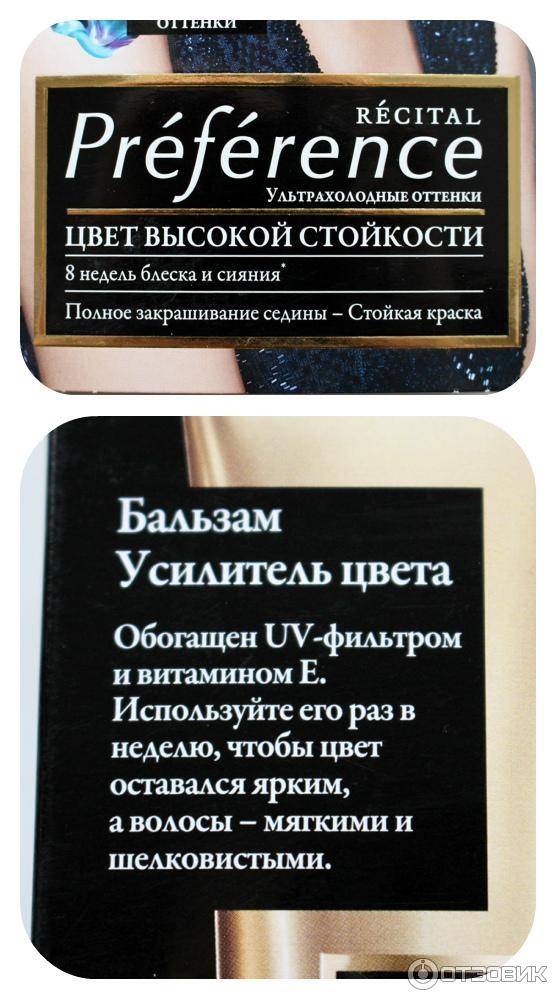 ОТТЕНКИ
RÉCITAL
Préférence
Ультрахолодные оттенки
ЦВЕТ ВЫСОКОЙ СТОЙКОСТИ
8 недель блеска и сияния*
Полное закрашивание седины – Стойкая краска
Бальзам
Усилитель цвета
Обогащен UV-фильтром
и витамином Е.
Используйте его раз в
неделю, чтобы цвет
оставался ярким,
а волосы – мягкими и
шелковистыми.
ОТЗОВИК